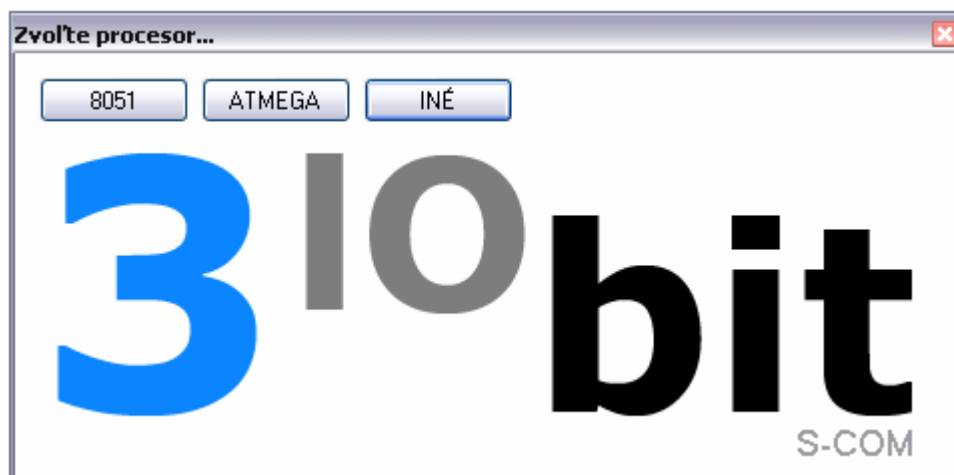 Zvoľte procesor...
8051 ATMEGA INÉ
3IObit
S-COM